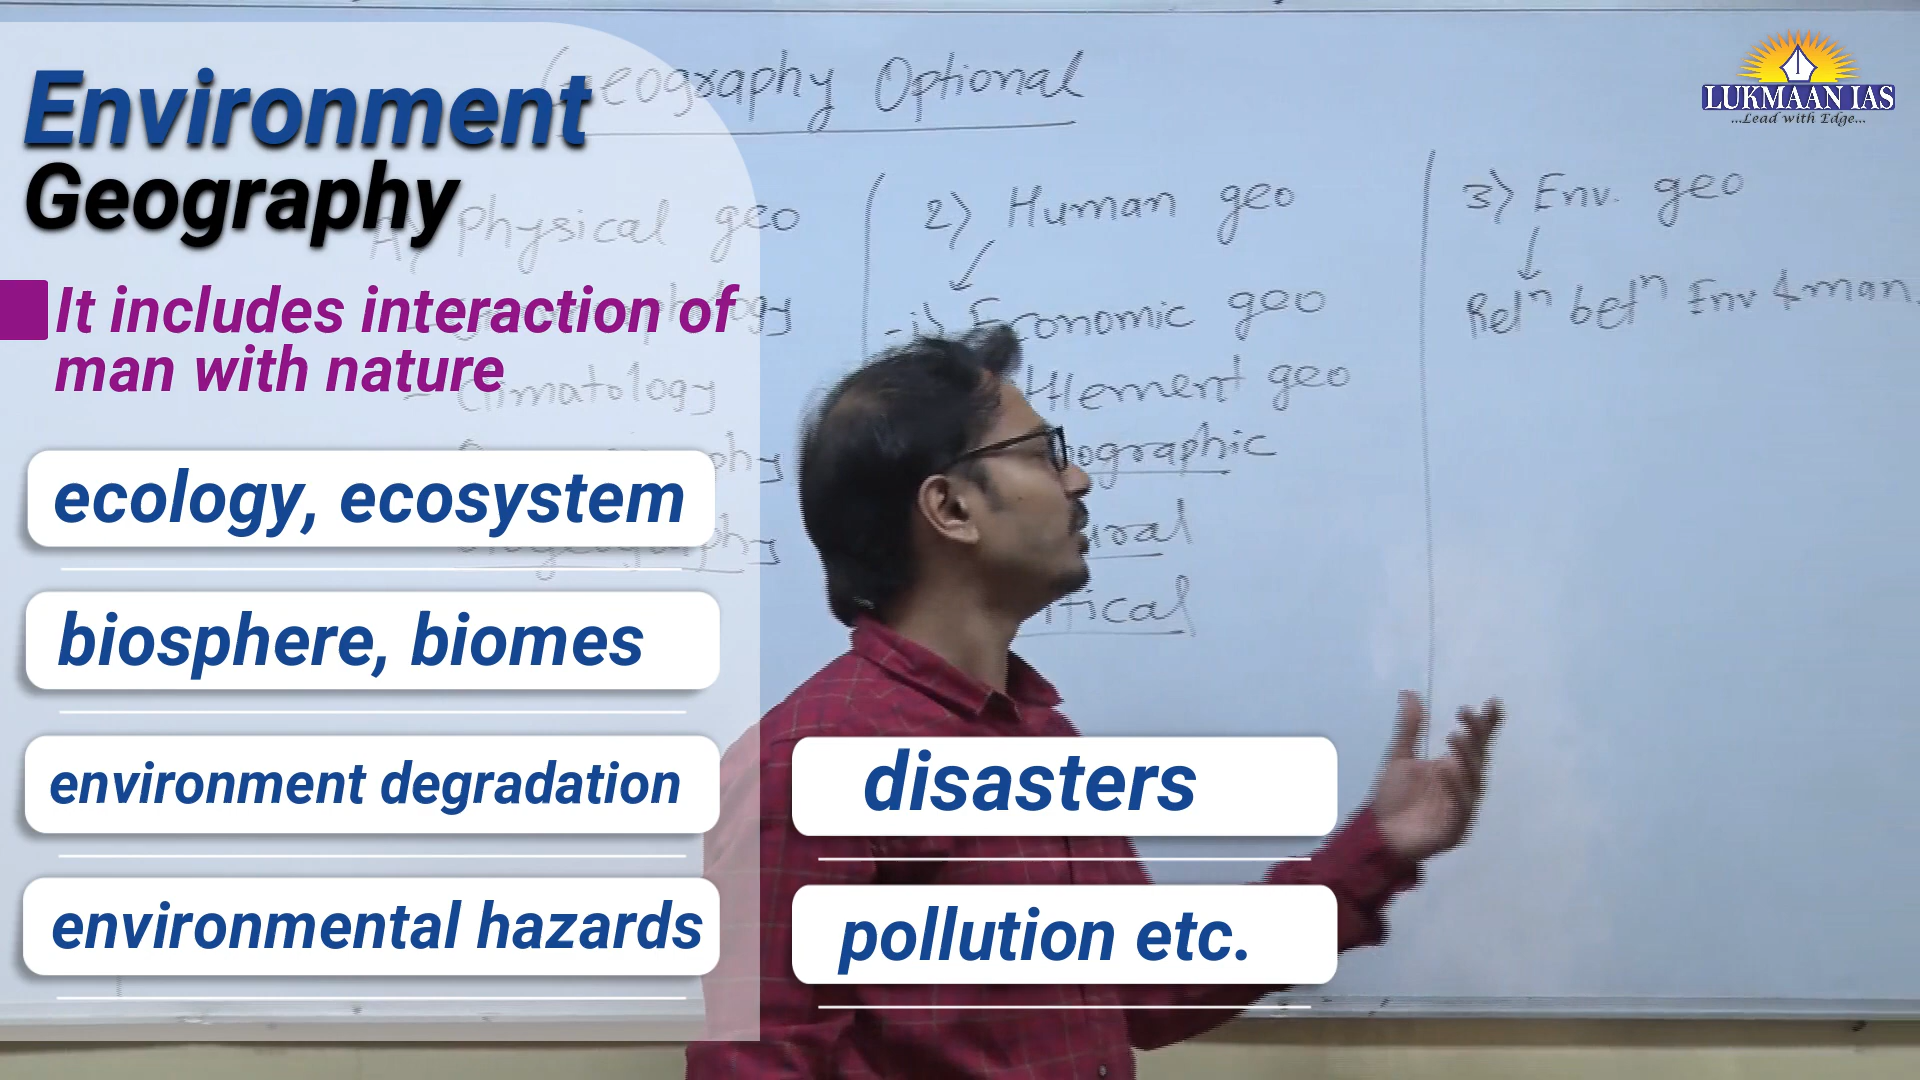 Environment
Geography
It includes interaction of
man with nature
ecology, ecosystem
biosphere, biomes
environment degradation
environmental hazards
disasters
pollution etc.
LUKMAAN IAS
...Lead with Edge...
Geography Optional
Physical geo
Climatology
2) Human geo
-i) Economic geo
geo
3) Env. geo
Relⁿ betⁿ Env & man